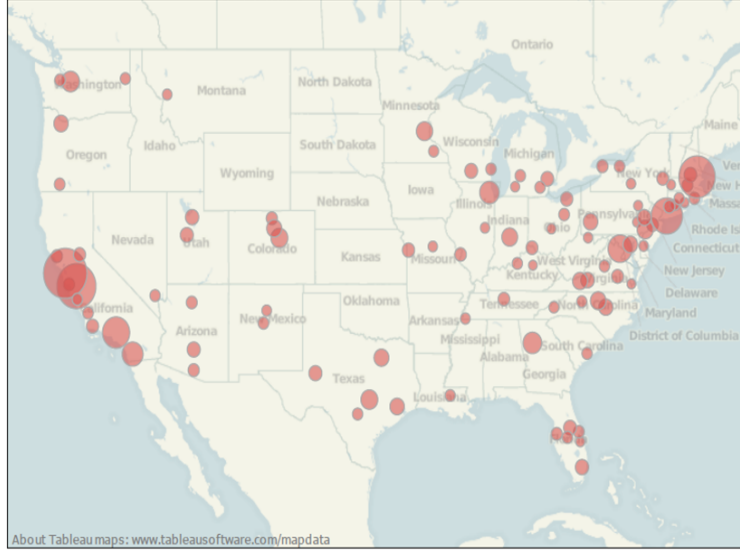 Ontario
Washington
Montana
North Dakota
Minnesota
Maine
Oregon
Idaho
South Dakota
Wisconsin
Michigan
Wyoming
New York
Iowa
Nebraska
Illinois
Indiana
Nevada
Utah
Colorado
Kansas
Missouri
West Virginia
Kentucky
Rhode Is
Connecticut
New Jersey
Delaware
Maryland
District of Columbia
California
Arizona
New Mexico
Oklahoma
Arkansas
Tennessee
North Carolina
Mississippi
Alabama
South Carolina
Georgia
Texas
Louisiana
About Tableau maps: www.tableausoftware.com/mapdata